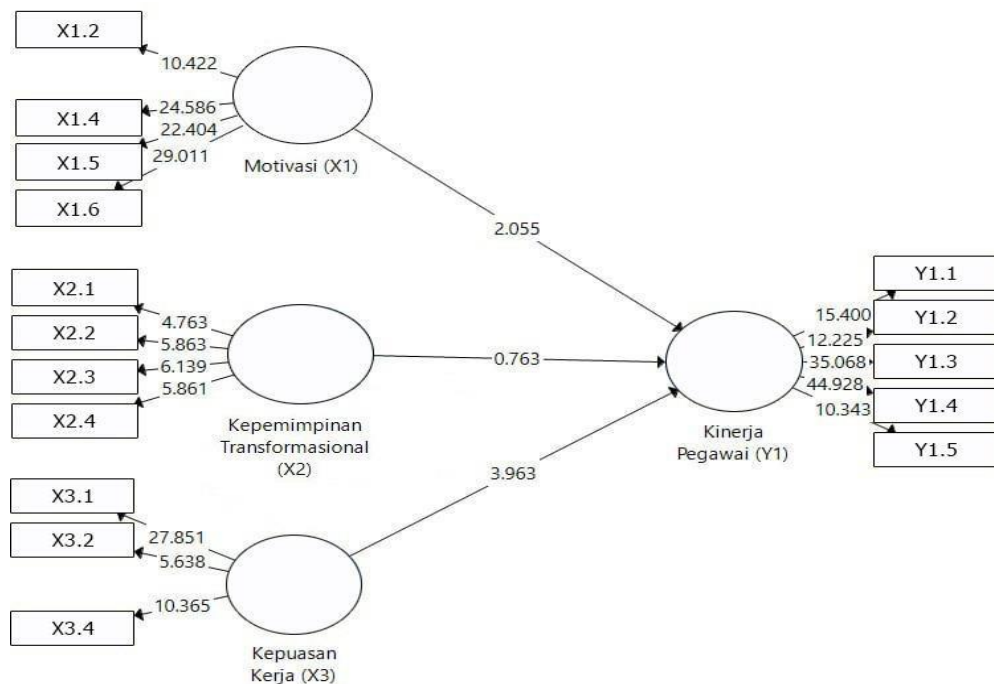 X1.2
10.422
X1.4
24.586
X1.5
22.404
X1.6
29.011
Motivasi (X1)
2.055
X2.1
4.763
X2.2
5.863
X2.3
6.139
X2.4
5.861
Kepemimpinan
Transformasional
(X2)
0.763
X3.1
27.851
X3.2
5.638
X3.4
10.365
Kepuasan
Kerja (X3)
3.963
Kinerja
Pegawai (Y1)
15.400
Y1.1
12.225
Y1.2
35.068
Y1.3
44.928
Y1.4
10.343
Y1.5